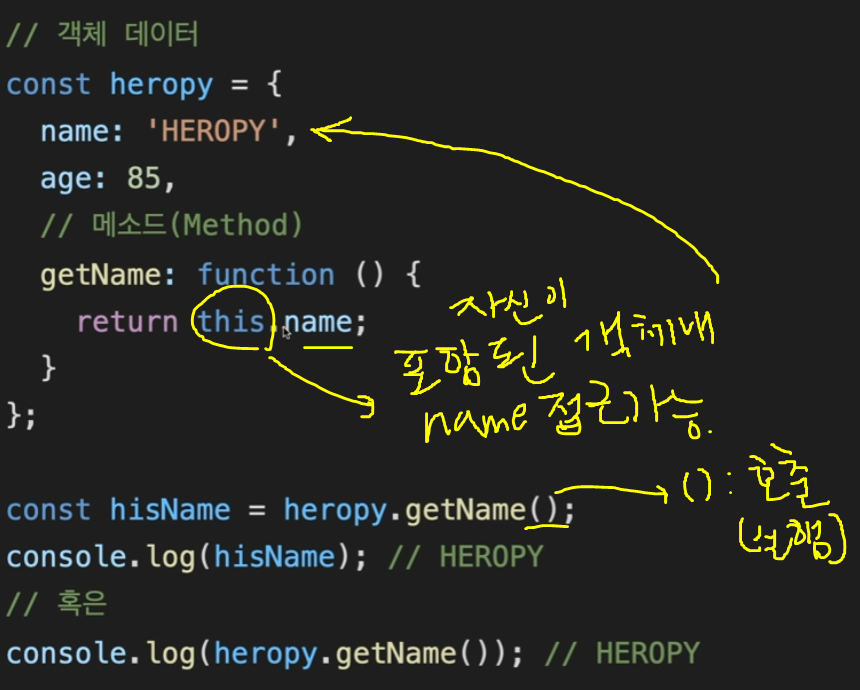 // 객체 데이터
const heropy = {
name: 'HEROPY',
age: 85,
// 메소드(Method)
getName: function () {
return this.name;
}
};
자신이
포함된 객체내
name 접근가능.
const hisName = heropy.getName();
() : 호출
(실행)
console.log(hisName); // HEROPY
// 혹은
console.log(heropy.getName()); // HEROPY